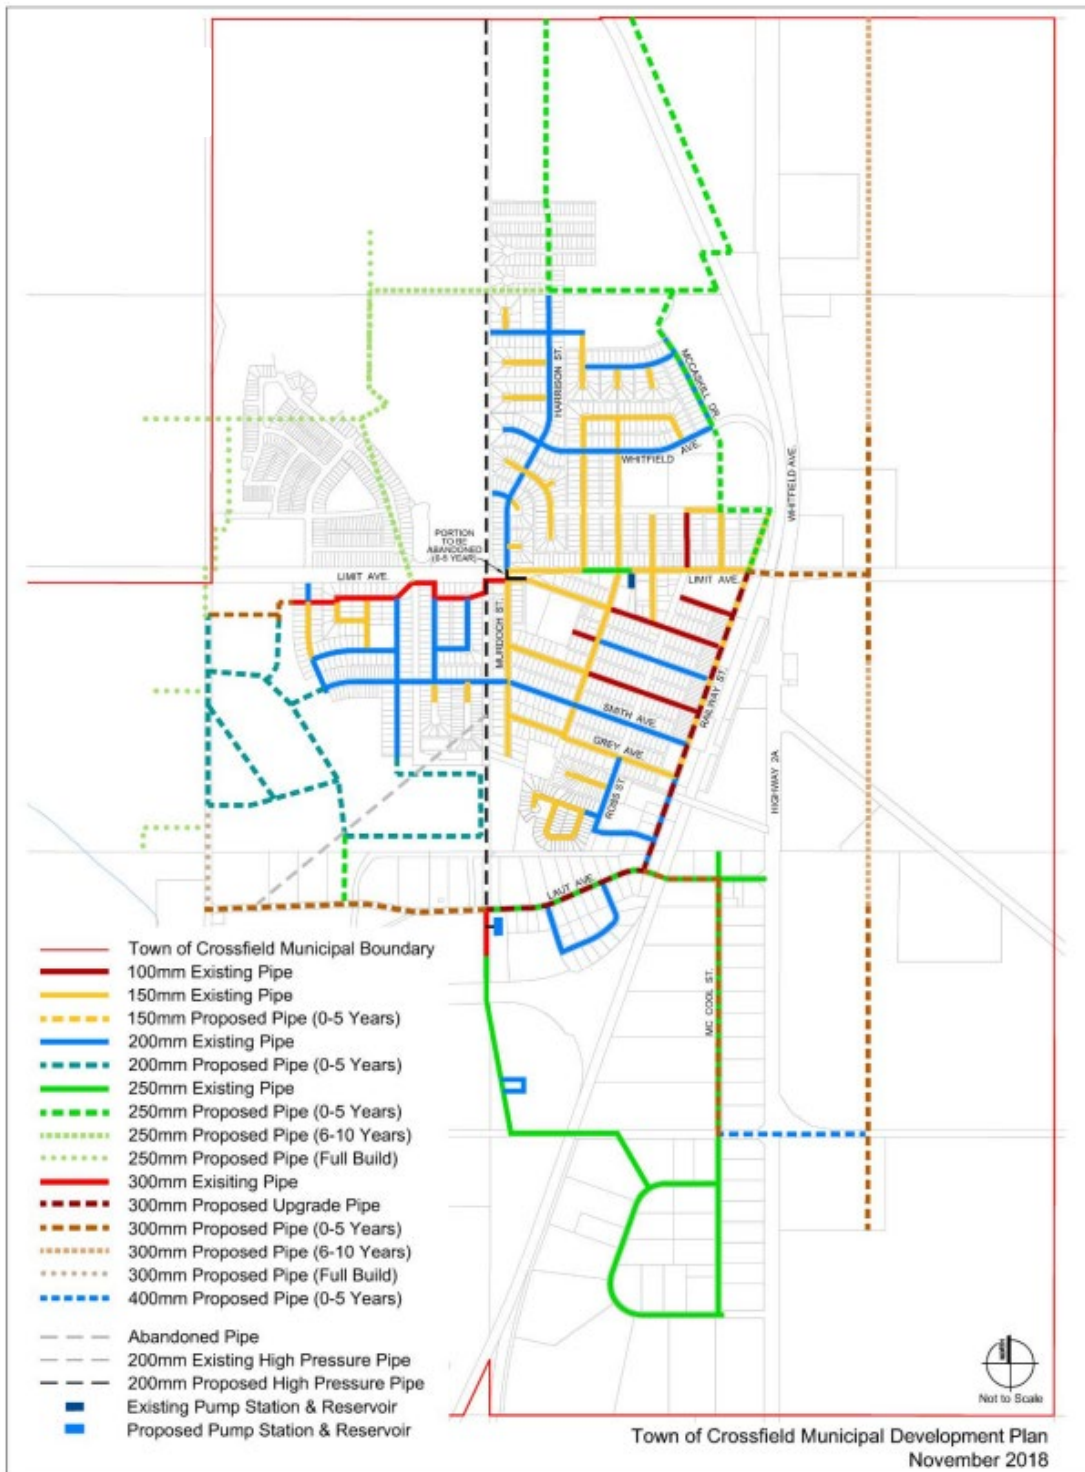 HARRISON ST.
MCCASKILL DR.
WHITFIELD AVE.
WHITFIELD AVE.
PORTION
TO BE
ABANDONED
(0-5 YEAR)
LIMIT AVE.
LIMIT AVE.
MURDOCH ST.
RAILWAY ST.
SMITH AVE.
GREY AVE.
ROSS ST.
HIGHWAY 2A
LAUT AVE.
MC COOL ST.
Town of Crossfield Municipal Boundary
100mm Existing Pipe
150mm Existing Pipe
150mm Proposed Pipe (0-5 Years)
200mm Existing Pipe
200mm Proposed Pipe (0-5 Years)
250mm Existing Pipe
250mm Proposed Pipe (0-5 Years)
250mm Proposed Pipe (6-10 Years)
250mm Proposed Pipe (Full Build)
300mm Exisiting Pipe
300mm Proposed Upgrade Pipe
300mm Proposed Pipe (0-5 Years)
300mm Proposed Pipe (6-10 Years)
300mm Proposed Pipe (Full Build)
400mm Proposed Pipe (0-5 Years)
Abandoned Pipe
200mm Existing High Pressure Pipe
200mm Proposed High Pressure Pipe
Existing Pump Station & Reservoir
Proposed Pump Station & Reservoir
Not to Scale
Town of Crossfield Municipal Development Plan
November 2018